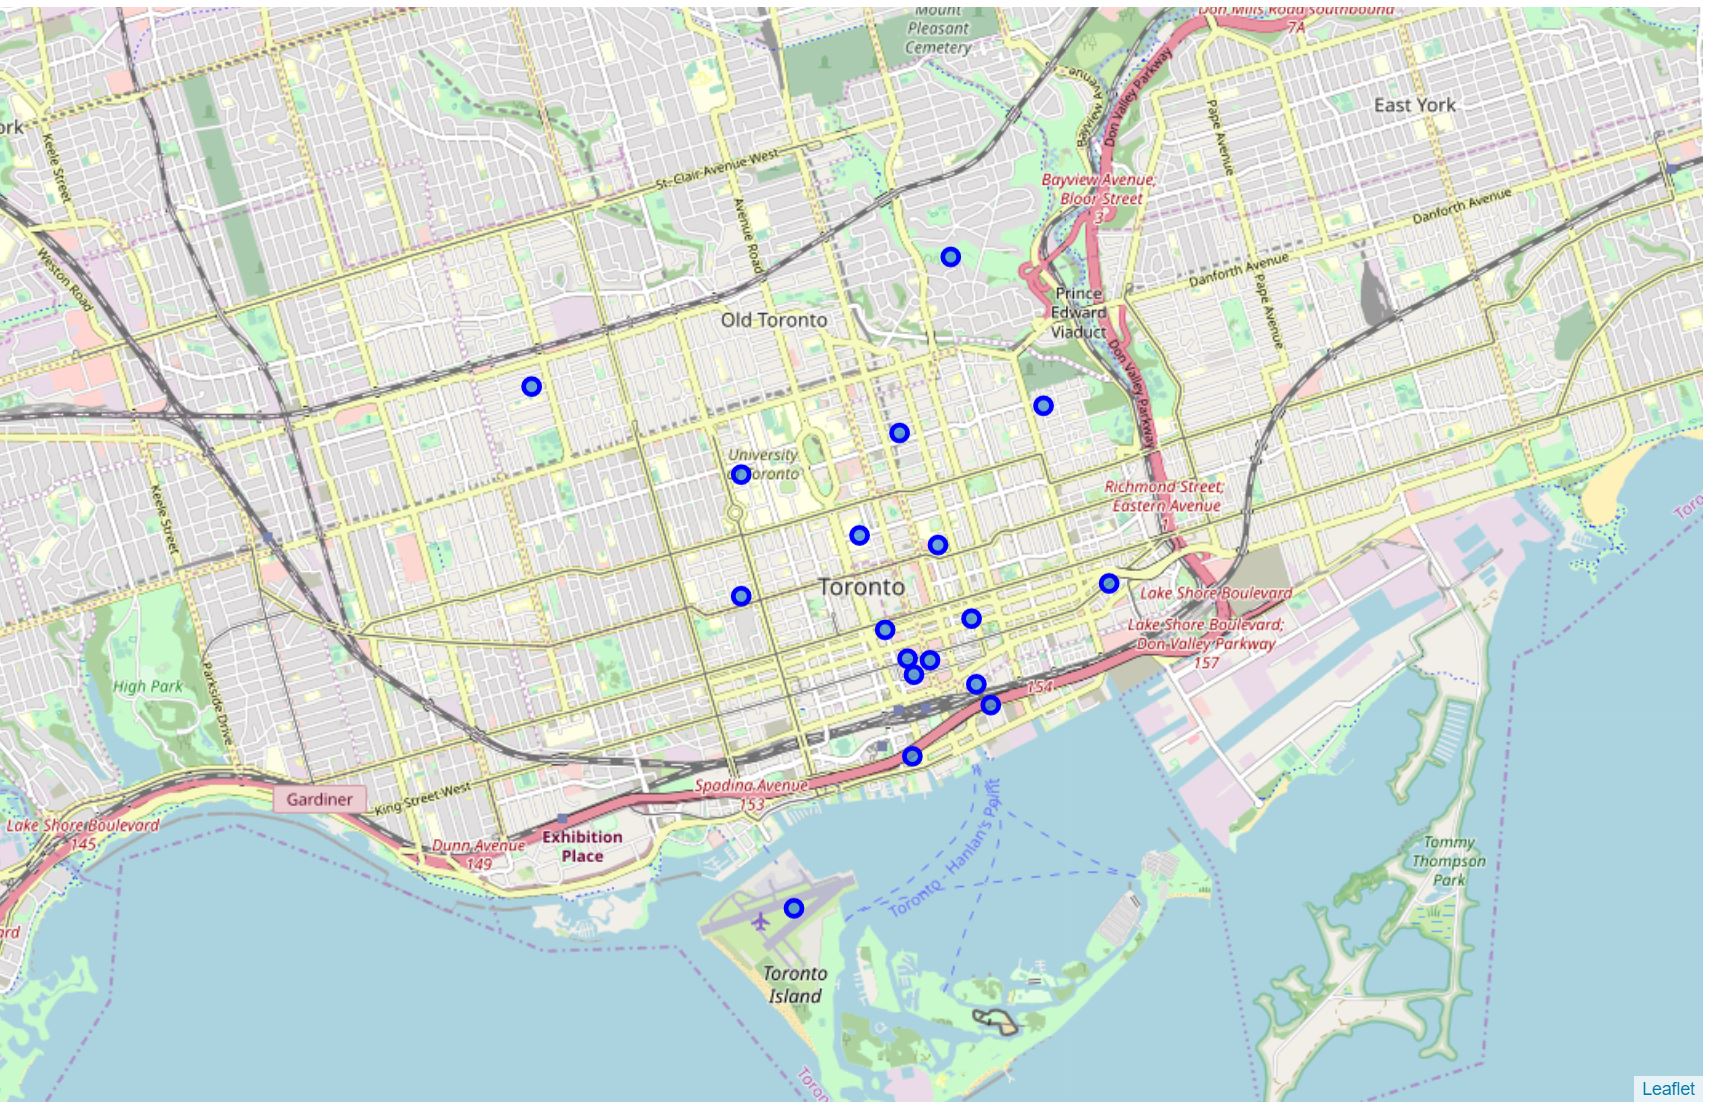 Don Mills Road southbound
7A
Mount
Pleasant
Cemetery
East York
ork
Keele Street
Bayview Avenue
Don Valley Parkway
Pape Avenue
St. Clair Avenue West
Bayview Avenue;
Bloor Street
3
Avenue Road
Danforth Avenue
Weston Road
Danforth Avenue
Pape Avenue
Prince
Edward
Viaduct
Old Toronto
Don Valley Parkway
University
Toronto
Richmond Street;
Eastern Avenue
1
Keele Street
Toro
Toronto
Lake Shore Boulevard
Lake Shore Boulevard;
Don Valley Parkway
157
High Park
Parkside Drive
154
Spadina Avenue
153
Gardiner
King Street West
Lake Shore Boulevard
145
Dunn Avenue
149
Exhibition
Place
Toronto - Hanlan's Point
Tommy
Thompson
Park
ard
Toronto
Island
Toron
Leaflet